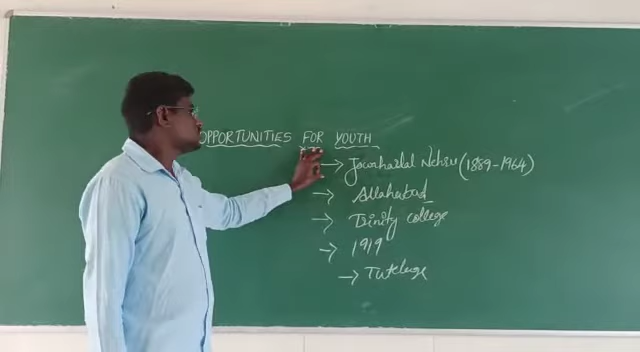 OPPORTUNITIES FOR YOUTH
→ Jawaharlal Nehru (1889-1964)
→ Allahabad
→ Trinity college
→ 1919
→ Tutelage